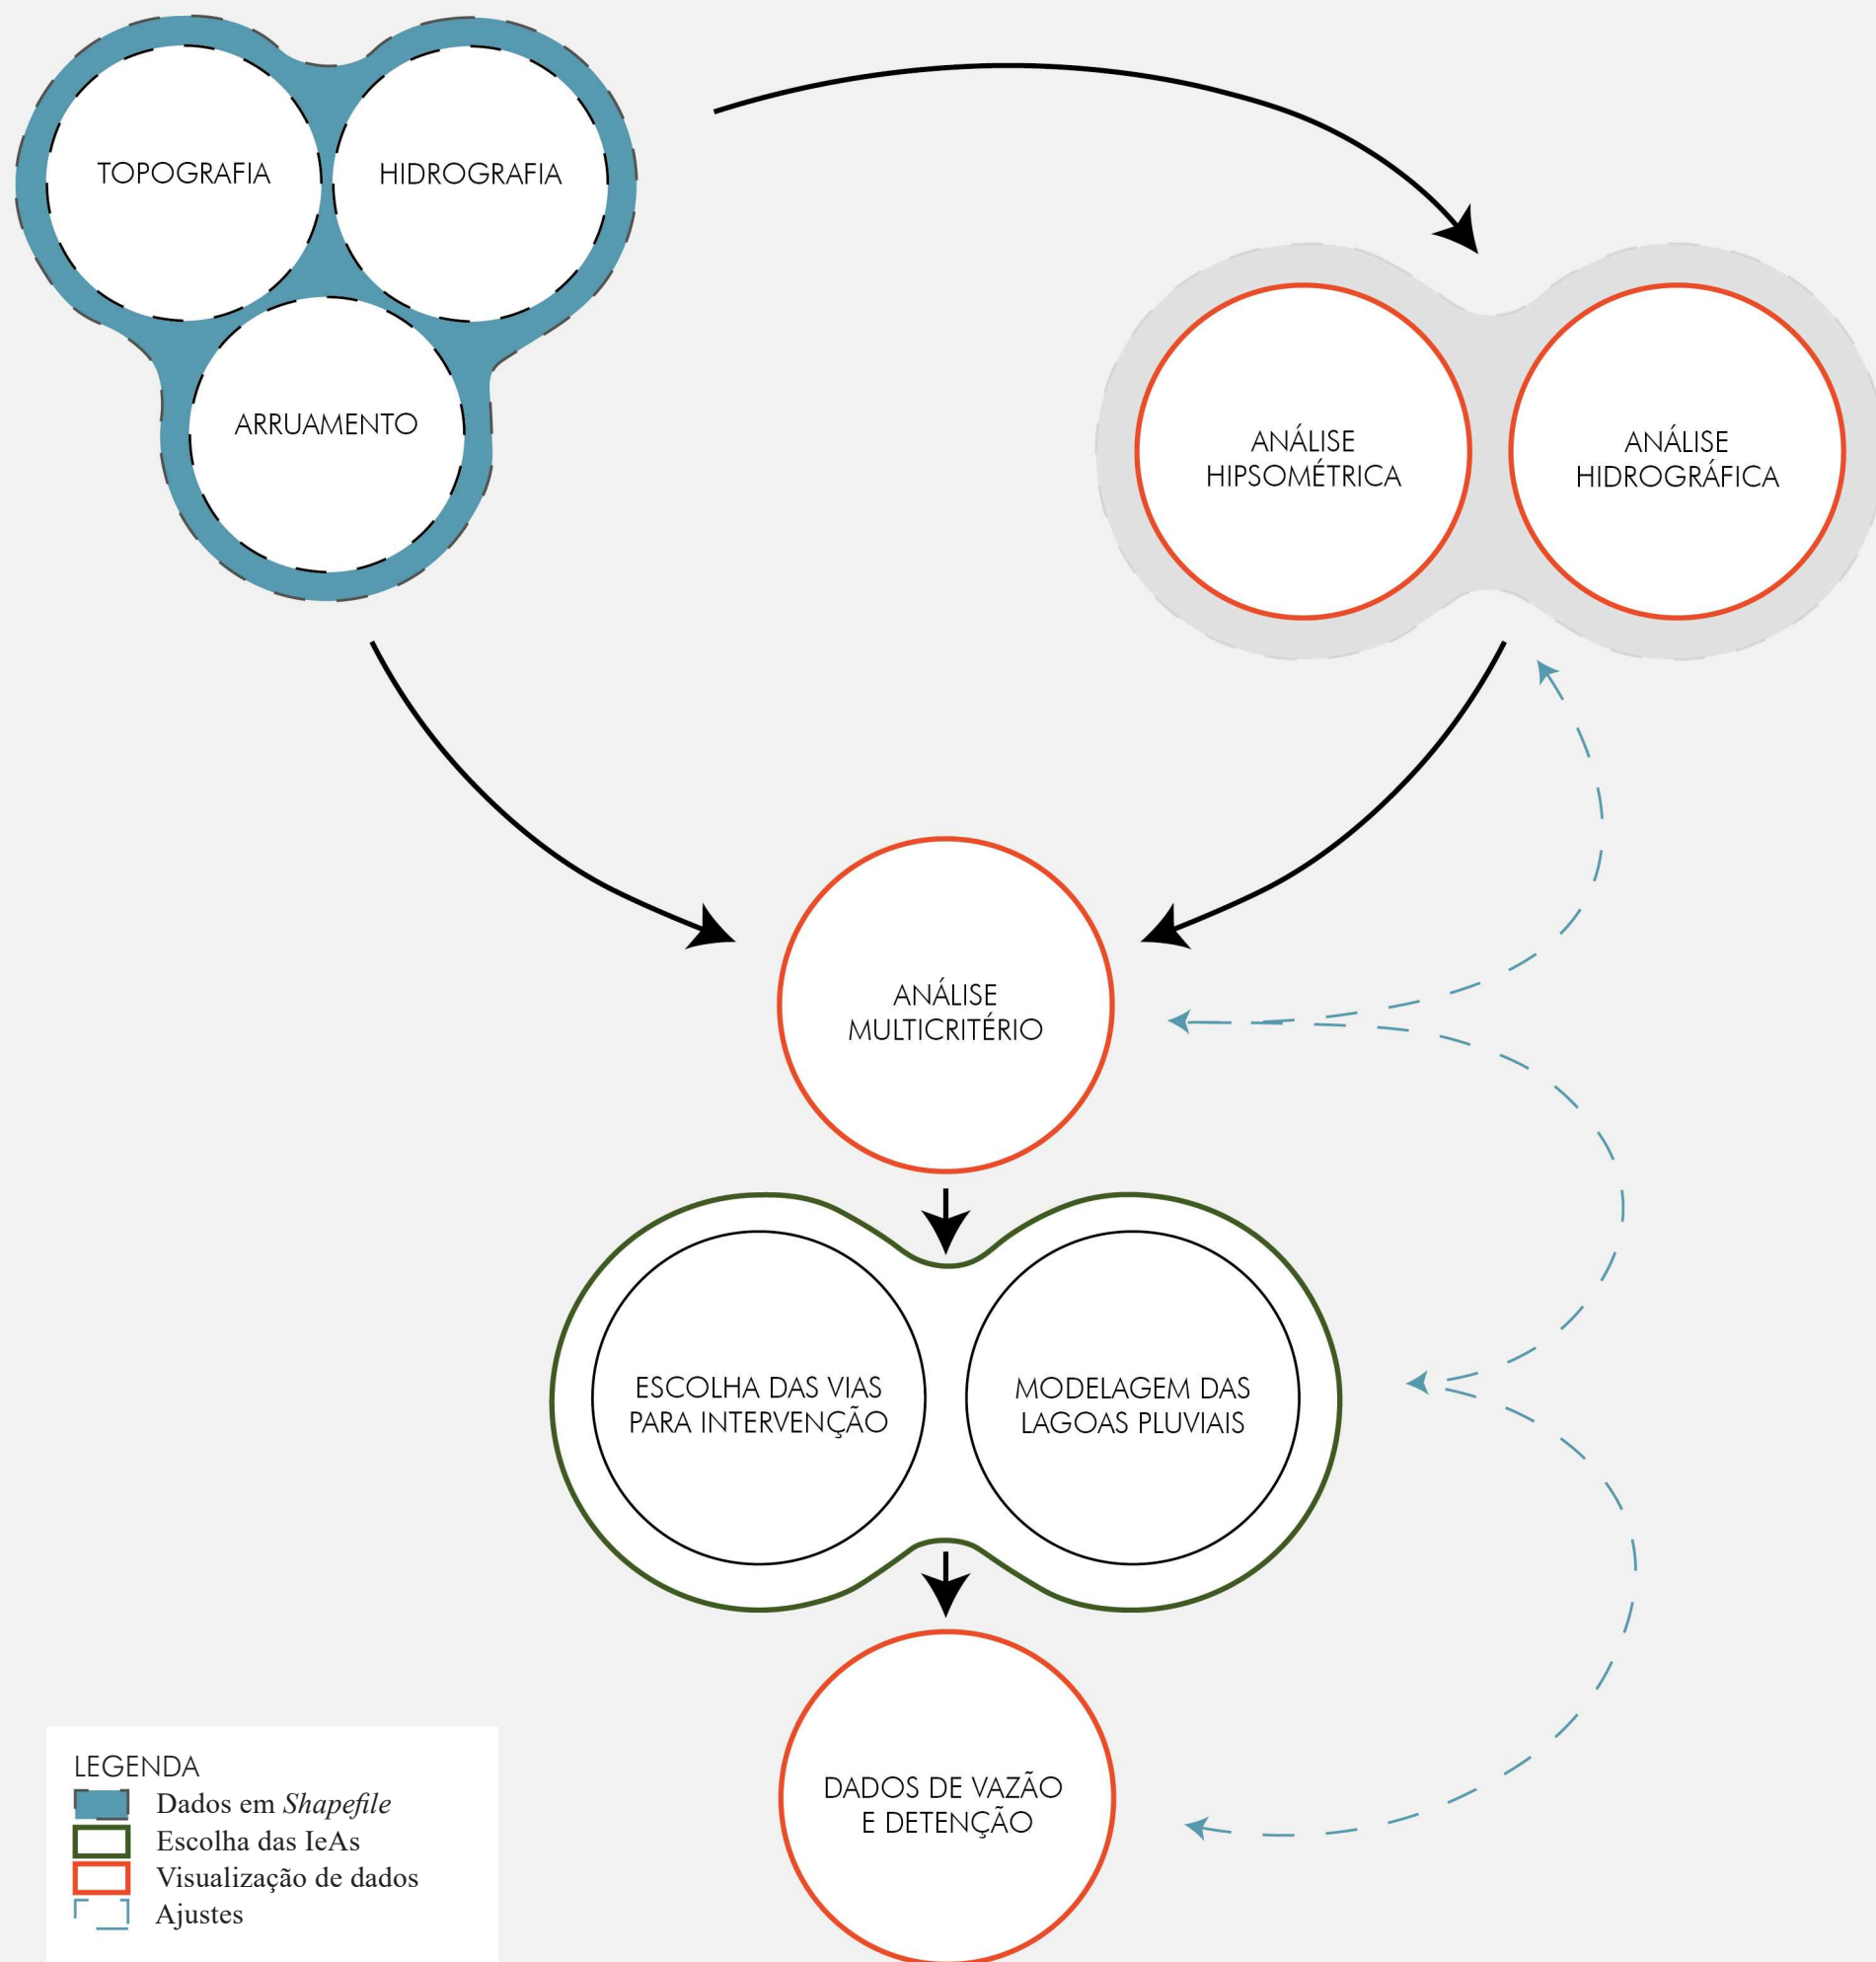 TOPOGRAFIA
HIDROGRAFIA
ARRUAMENTO
ANÁLISE
HIPSOMÉTRICA
ANÁLISE
HIDROGRÁFICA
ANÁLISE
MULTICRITÉRIO
ESCOLHA DAS VIAS
PARA INTERVENÇÃO
MODELAGEM DAS
LAGOAS PLUVIAIS
DADOS DE VAZÃO
E DETENÇÃO
LEGENDA
Dados em Shapefile
Escolha das IeAs
Visualização de dados
Ajustes